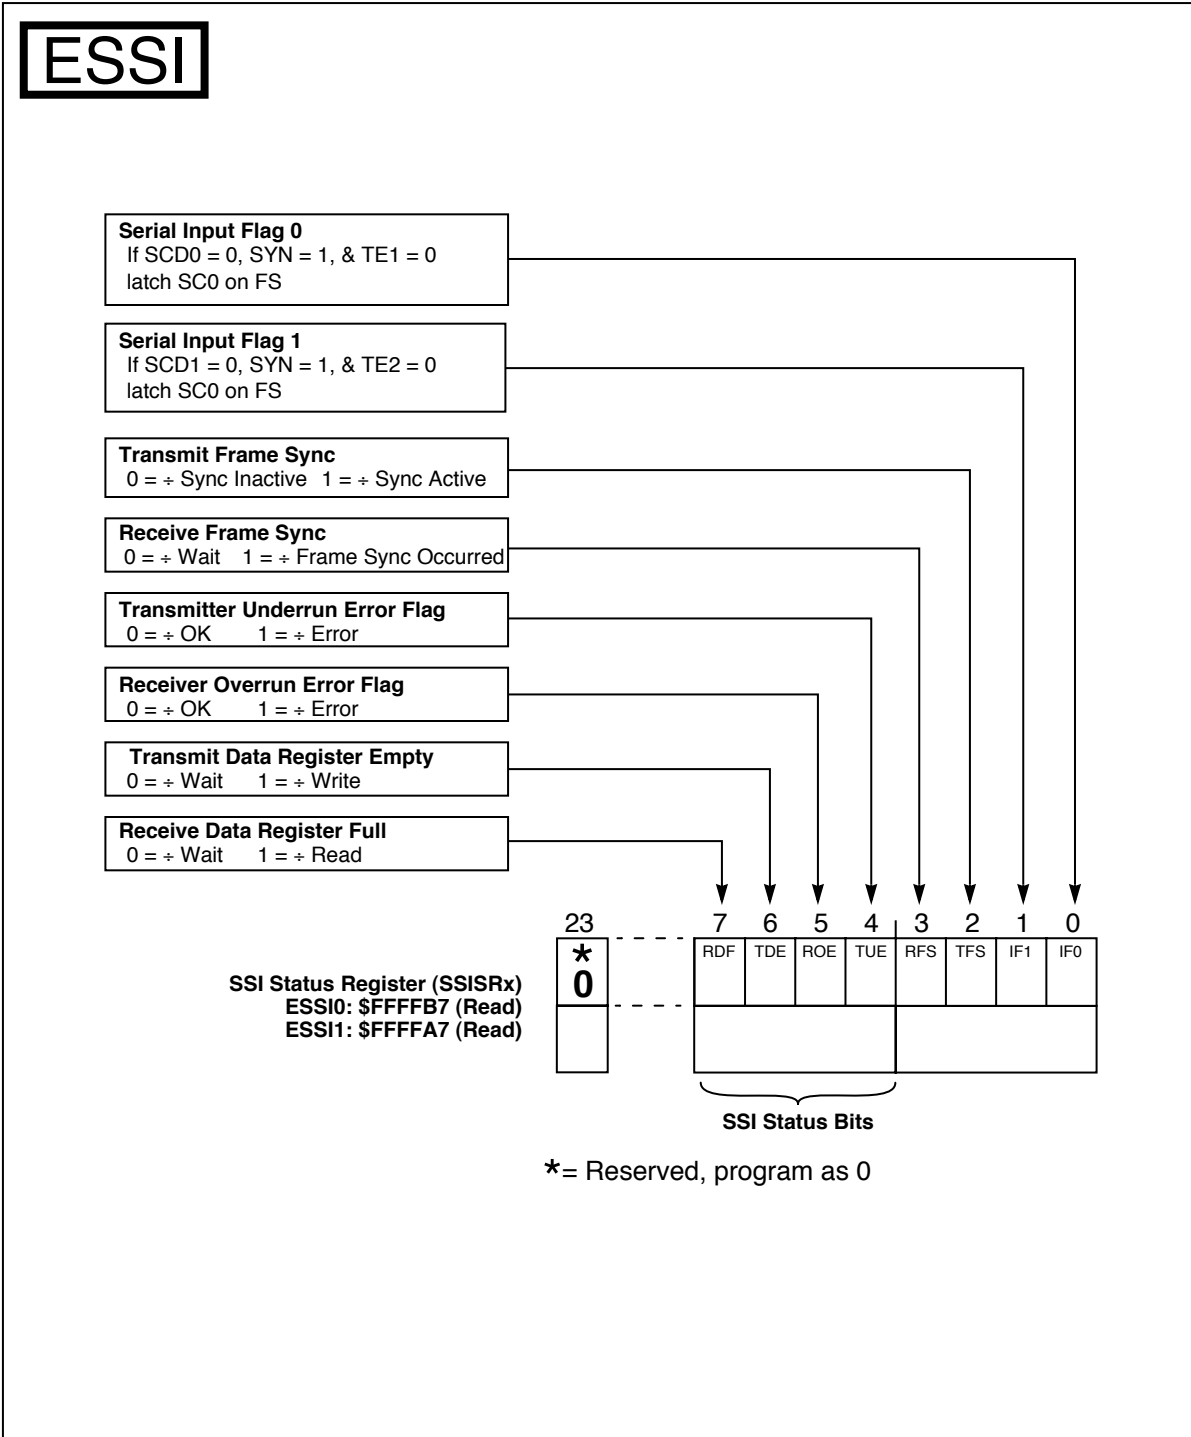 ESSI
Serial Input Flag 0
If SCD0 = 0, SYN = 1, & TE1 = 0
latch SC0 on FS
Serial Input Flag 1
If SCD1 = 0, SYN = 1, & TE2 = 0
latch SC0 on FS
Transmit Frame Sync
0 = ÷ Sync Inactive 1 = ÷ Sync Active
Receive Frame Sync
0 = ÷ Wait 1 = ÷ Frame Sync Occurred
Transmitter Underrun Error Flag
0 = ÷ OK 1 = ÷ Error
Receiver Overrun Error Flag
0 = ÷ OK 1 = ÷ Error
Transmit Data Register Empty
0 = ÷ Wait 1 = ÷ Write
Receive Data Register Full
0 = ÷ Wait 1 = ÷ Read
23 7 6 5 4 3 2 1 0
* RDF TDE ROE TUE RFS TFS IF1 IF0
0
SSI Status Register (SSISRx)
ESSI0: $FFFFB7 (Read)
ESSI1: $FFFFA7 (Read)
SSI Status Bits
*= Reserved, program as 0